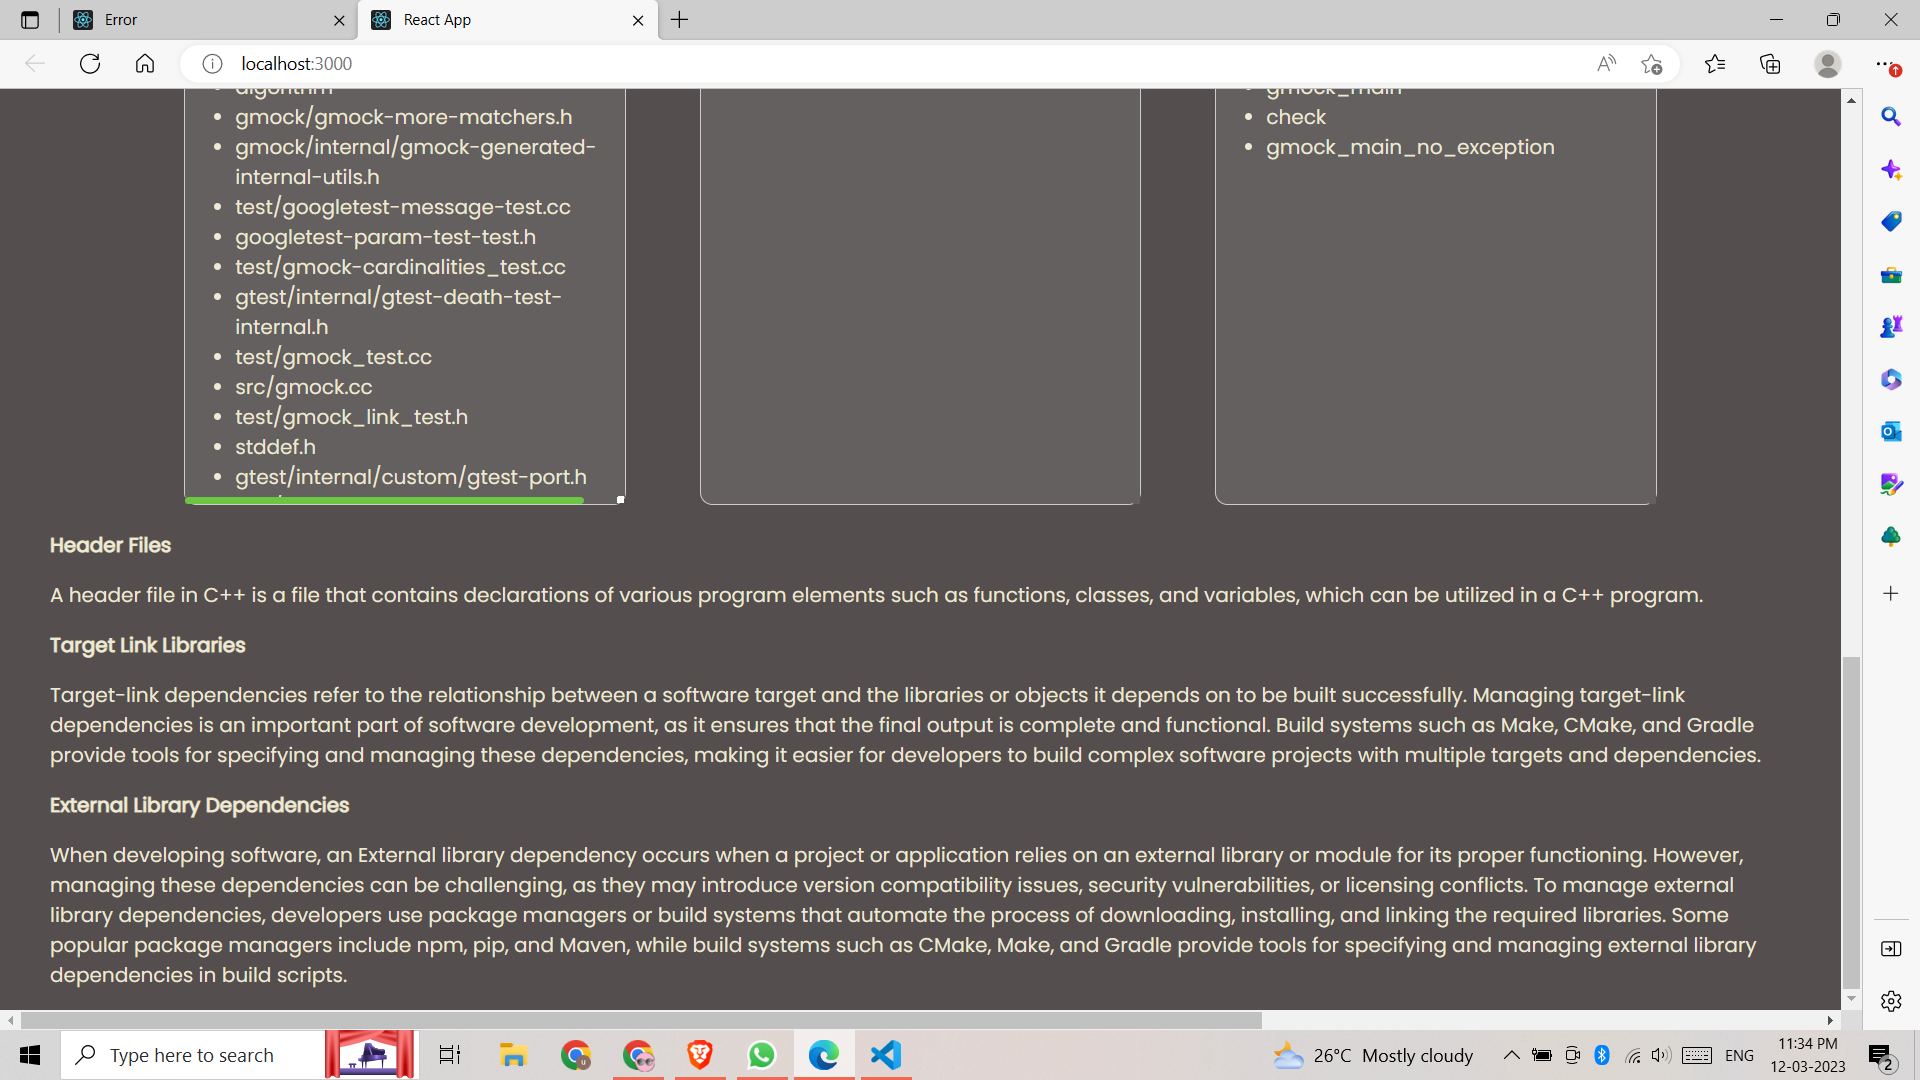 Error
React App
localhost:3000
algorithm
gmock/gmock-more-matchers.h
gmock/internal/gmock-generated-
internal-utils.h
test/googletest-message-test.cc
googletest-param-test-test.h
test/gmock-cardinalities_test.cc
gtest/internal/gtest-death-test-
internal.h
test/gmock_test.cc
src/gmock.cc
test/gmock_link_test.h
stddef.h
gtest/internal/custom/gtest-port.h
gmock_main
check
gmock_main_no_exception
Header Files
A header file in C++ is a file that contains declarations of various program elements such as functions, classes, and variables, which can be utilized in a C++ program.
Target Link Libraries
Target-link dependencies refer to the relationship between a software target and the libraries or objects it depends on to be built successfully. Managing target-link
dependencies is an important part of software development, as it ensures that the final output is complete and functional. Build systems such as Make, CMake, and Gradle
provide tools for specifying and managing these dependencies, making it easier for developers to build complex software projects with multiple targets and dependencies.
External Library Dependencies
When developing software, an External library dependency occurs when a project or application relies on an external library or module for its proper functioning. However,
managing these dependencies can be challenging, as they may introduce version compatibility issues, security vulnerabilities, or licensing conflicts. To manage external
library dependencies, developers use package managers or build systems that automate the process of downloading, installing, and linking the required libraries. Some
popular package managers include npm, pip, and Maven, while build systems such as CMake, Make, and Gradle provide tools for specifying and managing external library
dependencies in build scripts.
Type here to search
26°C Mostly cloudy
ENG
11:34 PM
12-03-2023
2